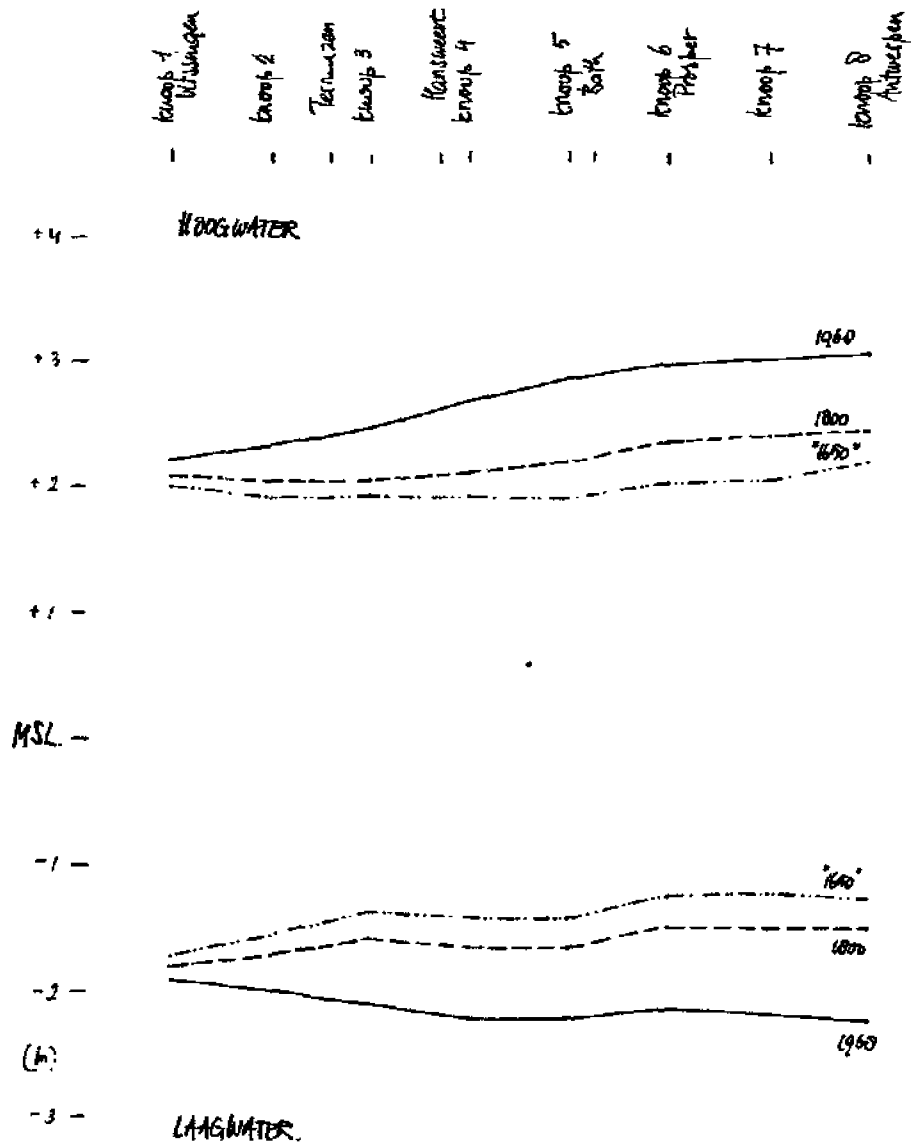 knoop 1
Vlissingen
knoop 2
Terneuzen
knoop 3
Hansweert
knoop 4
knoop 5
Bath
knoop 6
Prosper
knoop 7
knoop 8
Antwerpen
HOOGWATER
+4 -
+3 -
+2 -
+1 -
MSL. -
-1 -
-2 -
(m)
-3 -
1960
1800
"1650"
"1650"
1800
1960
LAAGWATER.